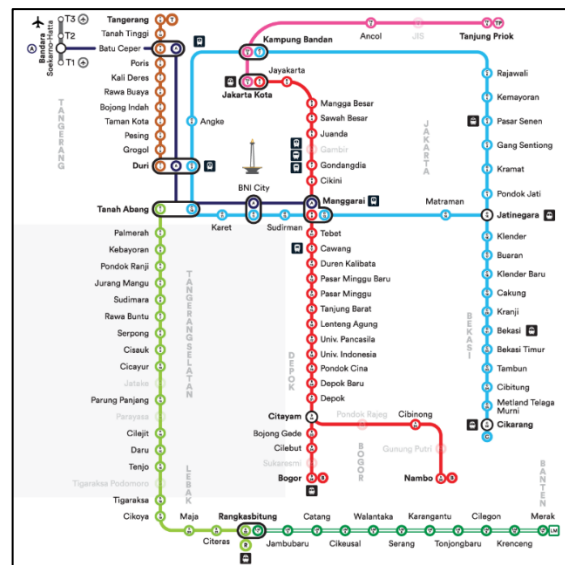 T3
T2
T1
Bandara
Soekarno-Hatta
A
Tangerang
T
Tanah Tinggi
Batu Ceper
Poris
Kali Deres
Rawa Buaya
Bojong Indah
Taman Kota
Pesing
Grogol
Duri
TANGERANG
Kampung Bandan
Ancol
JIS
Tanjung Priok
TP
Jakarta Kota
Jayakarta
Mangga Besar
Sawah Besar
Juanda
Gambir
Gondangdia
Cikini
Angke
JAKARTA
Rajawali
Kemayoran
Pasar Senen
Gang Sentiong
Kramat
Pondok Jati
BNI City
Manggarai
Tanah Abang
Karet
Sudirman
Matraman
Jatinegara
Palmerah
Kebayoran
Pondok Ranji
Jurang Mangu
Sudimara
Rawa Buntu
Serpong
Cisauk
Cicayur
Jatake
Parung Panjang
Parayasa
Cilejit
Daru
Tenjo
Tigaraksa Podomoro
Tigaraksa
Cikoya
TANGERANG SELATAN
LEBAK
Tebet
Cawang
Duren Kalibata
Pasar Minggu Baru
Pasar Minggu
Tanjung Barat
Lenteng Agung
Univ. Pancasila
Univ. Indonesia
Pondok Cina
Depok Baru
Depok
DEPOK
Citayam
Pondok Rajeg
Cibinong
Bojong Gede
Cilebut
Sukaresmi
Gunung Putri
Bogor
B
Nambo
B
BOGOR
Klender
Buaran
Klender Baru
Cakung
Kranji
Bekasi
Bekasi Timur
Tambun
Cibitung
Metland Telaga
Murni
Cikarang
C
BEKASI
BANTEN
Maja
Citeras
Rangkasbitung
R
Catang
Walantaka
Karangantu
Cilegon
Merak
LM
Jambubaru
Cikeusal
Serang
Tonjongbaru
Krenceng